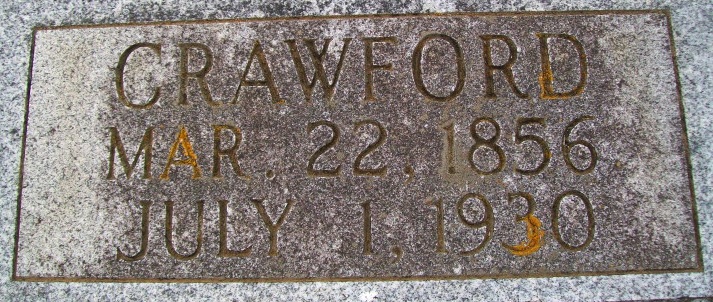 CRAWFORD
MAR. 22, 1856
JULY 1, 1930